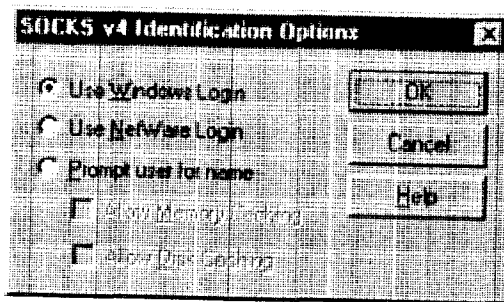 SOCKS v4 Identification Options
Use Windows Login
OK
Use NetWare Login
Cancel
Prompt user for name
Help
Allow Memory Caching
Allow Disk Caching